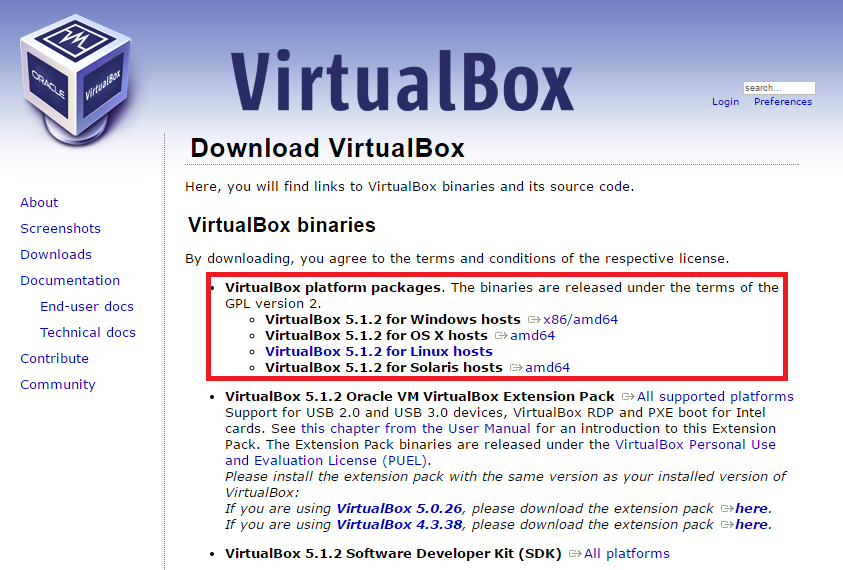 ORACLE
VirtualBox
VirtualBox
search...
Login Preferences
About
Screenshots
Downloads
Documentation
End-user docs
Technical docs
Contribute
Community
Download VirtualBox
Here, you will find links to VirtualBox binaries and its source code.
VirtualBox binaries
By downloading, you agree to the terms and conditions of the respective license.
• VirtualBox platform packages. The binaries are released under the terms of the
GPL version 2.
◦ VirtualBox 5.1.2 for Windows hosts x86/amd64
◦ VirtualBox 5.1.2 for OS X hosts amd64
◦ VirtualBox 5.1.2 for Linux hosts
◦ VirtualBox 5.1.2 for Solaris hosts amd64
• VirtualBox 5.1.2 Oracle VM VirtualBox Extension Pack All supported platforms
Support for USB 2.0 and USB 3.0 devices, VirtualBox RDP and PXE boot for Intel
cards. See this chapter from the User Manual for an introduction to this Extension
Pack. The Extension Pack binaries are released under the VirtualBox Personal Use
and Evaluation License (PUEL).
Please install the extension pack with the same version as your installed version of
VirtualBox:
If you are using VirtualBox 5.0.26, please download the extension pack here.
If you are using VirtualBox 4.3.38, please download the extension pack here.
• VirtualBox 5.1.2 Software Developer Kit (SDK) All platforms